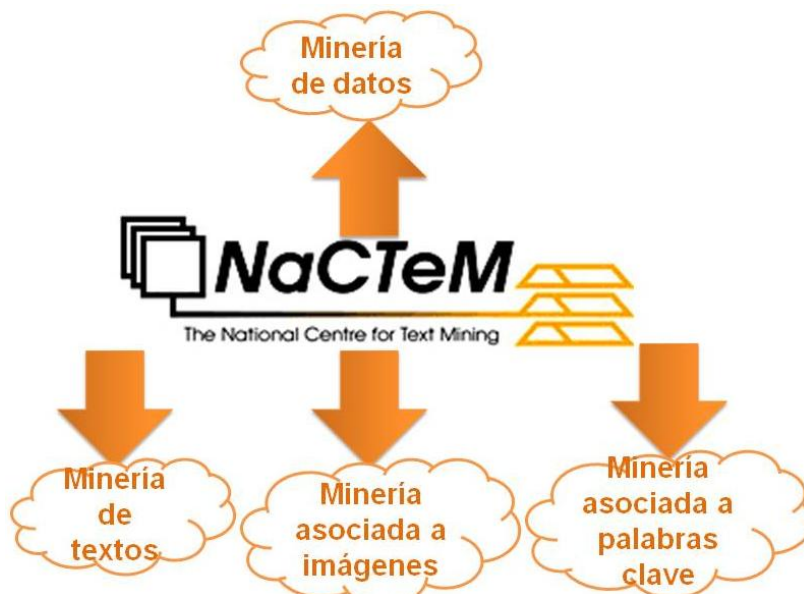 Minería
de datos
NaCTeM
The National Centre for Text Mining
Minería
de
textos
Minería
asociada a
imágenes
Minería
asociada a
palabras
clave